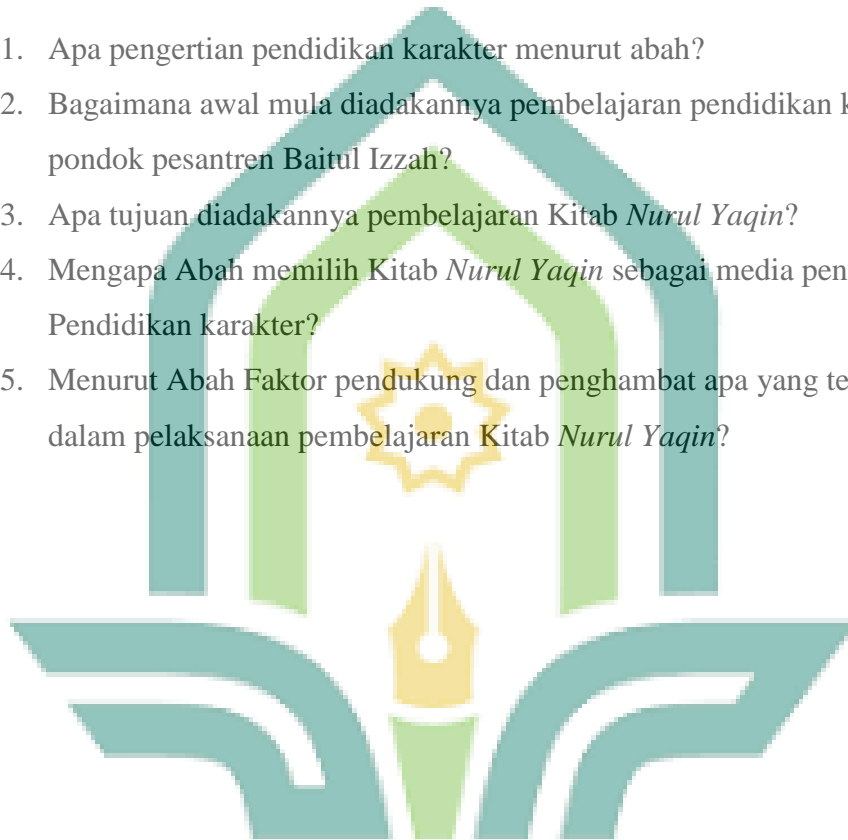 1. Apa pengertian pendidikan karakter menurut abah?
2. Bagaimana awal mula diadakannya pembelajaran pendidikan
pondok pesantren Baitul Izzah?
3. Apa tujuan diadakannya pembelajaran Kitab Nurul Yaqin?
4. Mengapa Abah memilih Kitab Nurul Yaqin sebagai media
Pendidikan karakter?
5. Menurut Abah Faktor pendukung dan penghambat apa yang
dalam pelaksanaan pembelajaran Kitab Nurul Yaqin?